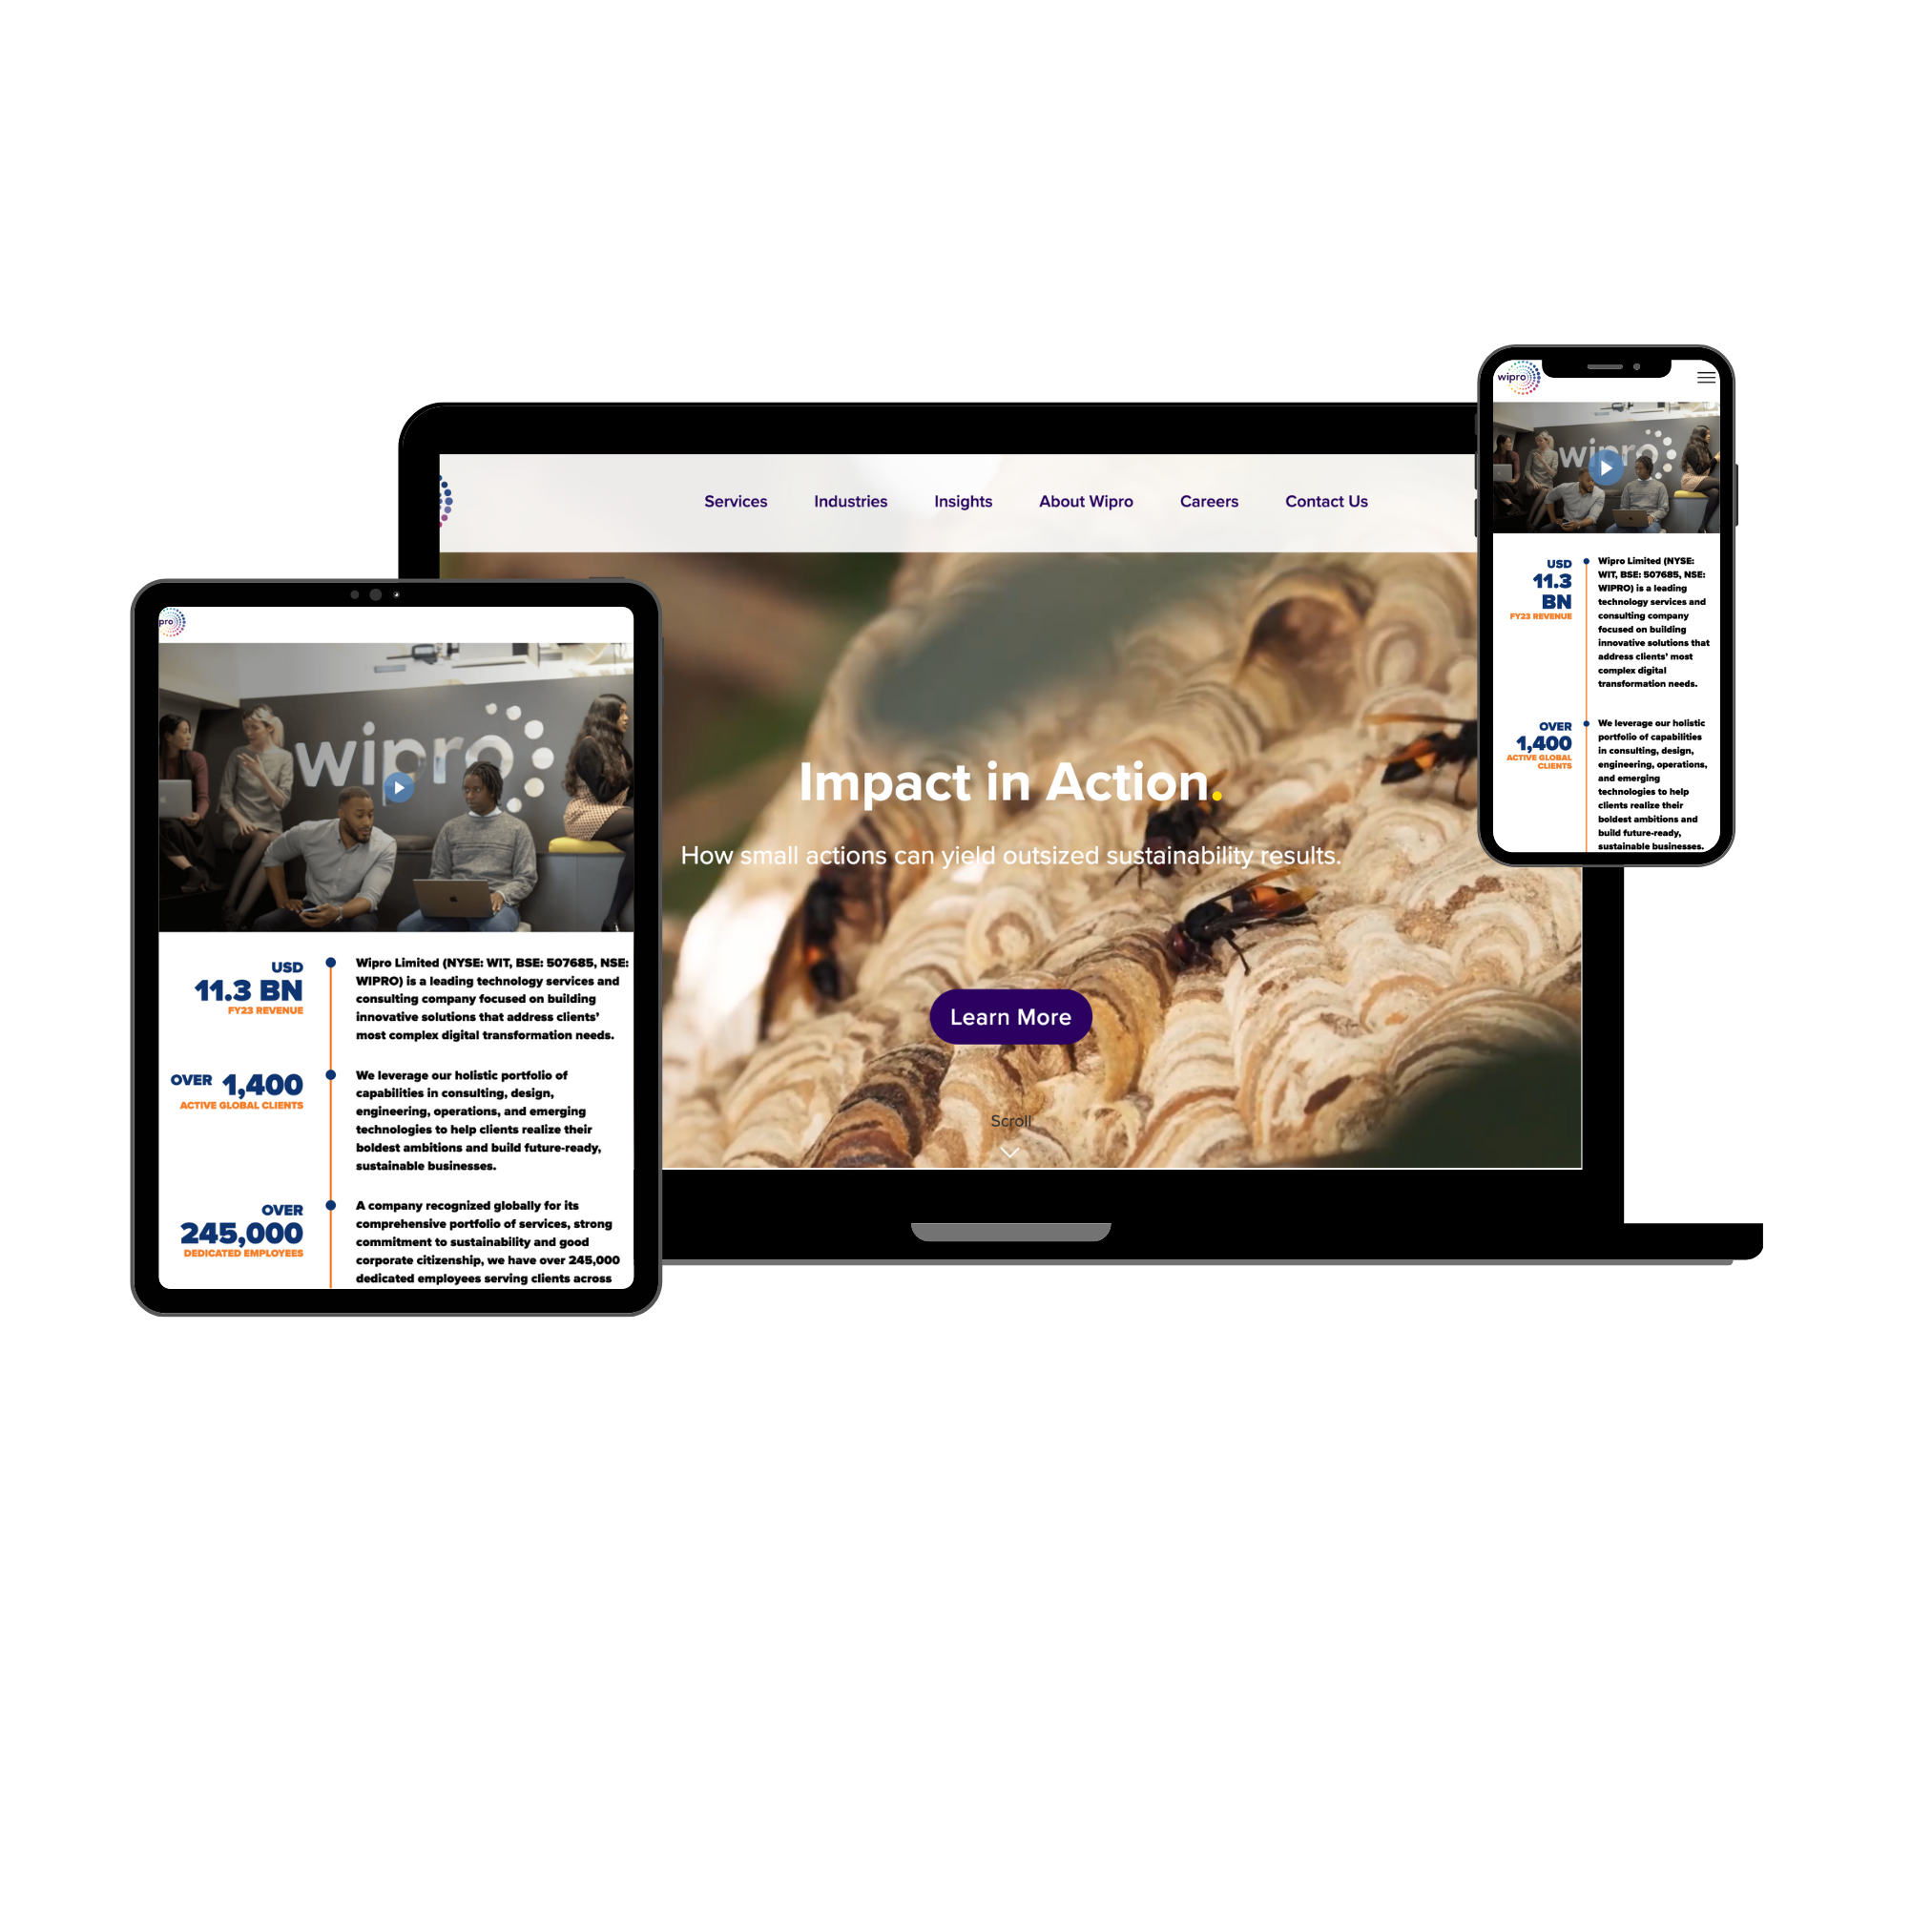 Services Industries Insights About Wipro Careers Contact Us
Impact in Action.
How small actions can yield outsized sustainability results.
Learn More
Scroll
pro
wipro
USD
11.3 BN
FY23 REVENUE
Wipro Limited (NYSE: WIT, BSE: 507685, NSE:
WIPRO) is a leading technology services and
consulting company focused on building
innovative solutions that address clients'
most complex digital transformation needs.
OVER 1,400
ACTIVE GLOBAL CLIENTS
We leverage our holistic portfolio of
capabilities in consulting, design,
engineering, operations, and emerging
technologies to help clients realize their
boldest ambitions and build future-ready,
sustainable businesses.
OVER
245,000
DEDICATED EMPLOYEES
A company recognized globally for its
comprehensive portfolio of services, strong
commitment to sustainability and good
corporate citizenship, we have over 245,000
dedicated employees serving clients across
wipro
wipro
USD
11.3
BN
FY23 REVENUE
Wipro Limited (NYSE:
WIT, BSE: 507685, NSE:
WIPRO) is a leading
technology services and
consulting company
focused on building
innovative solutions that
address clients' most
complex digital
transformation needs.
OVER
1,400
ACTIVE GLOBAL
CLIENTS
We leverage our holistic
portfolio of capabilities
in consulting, design,
engineering, operations,
and emerging
technologies to help
clients realize their
boldest ambitions and
build future-ready,
sustainable businesses.